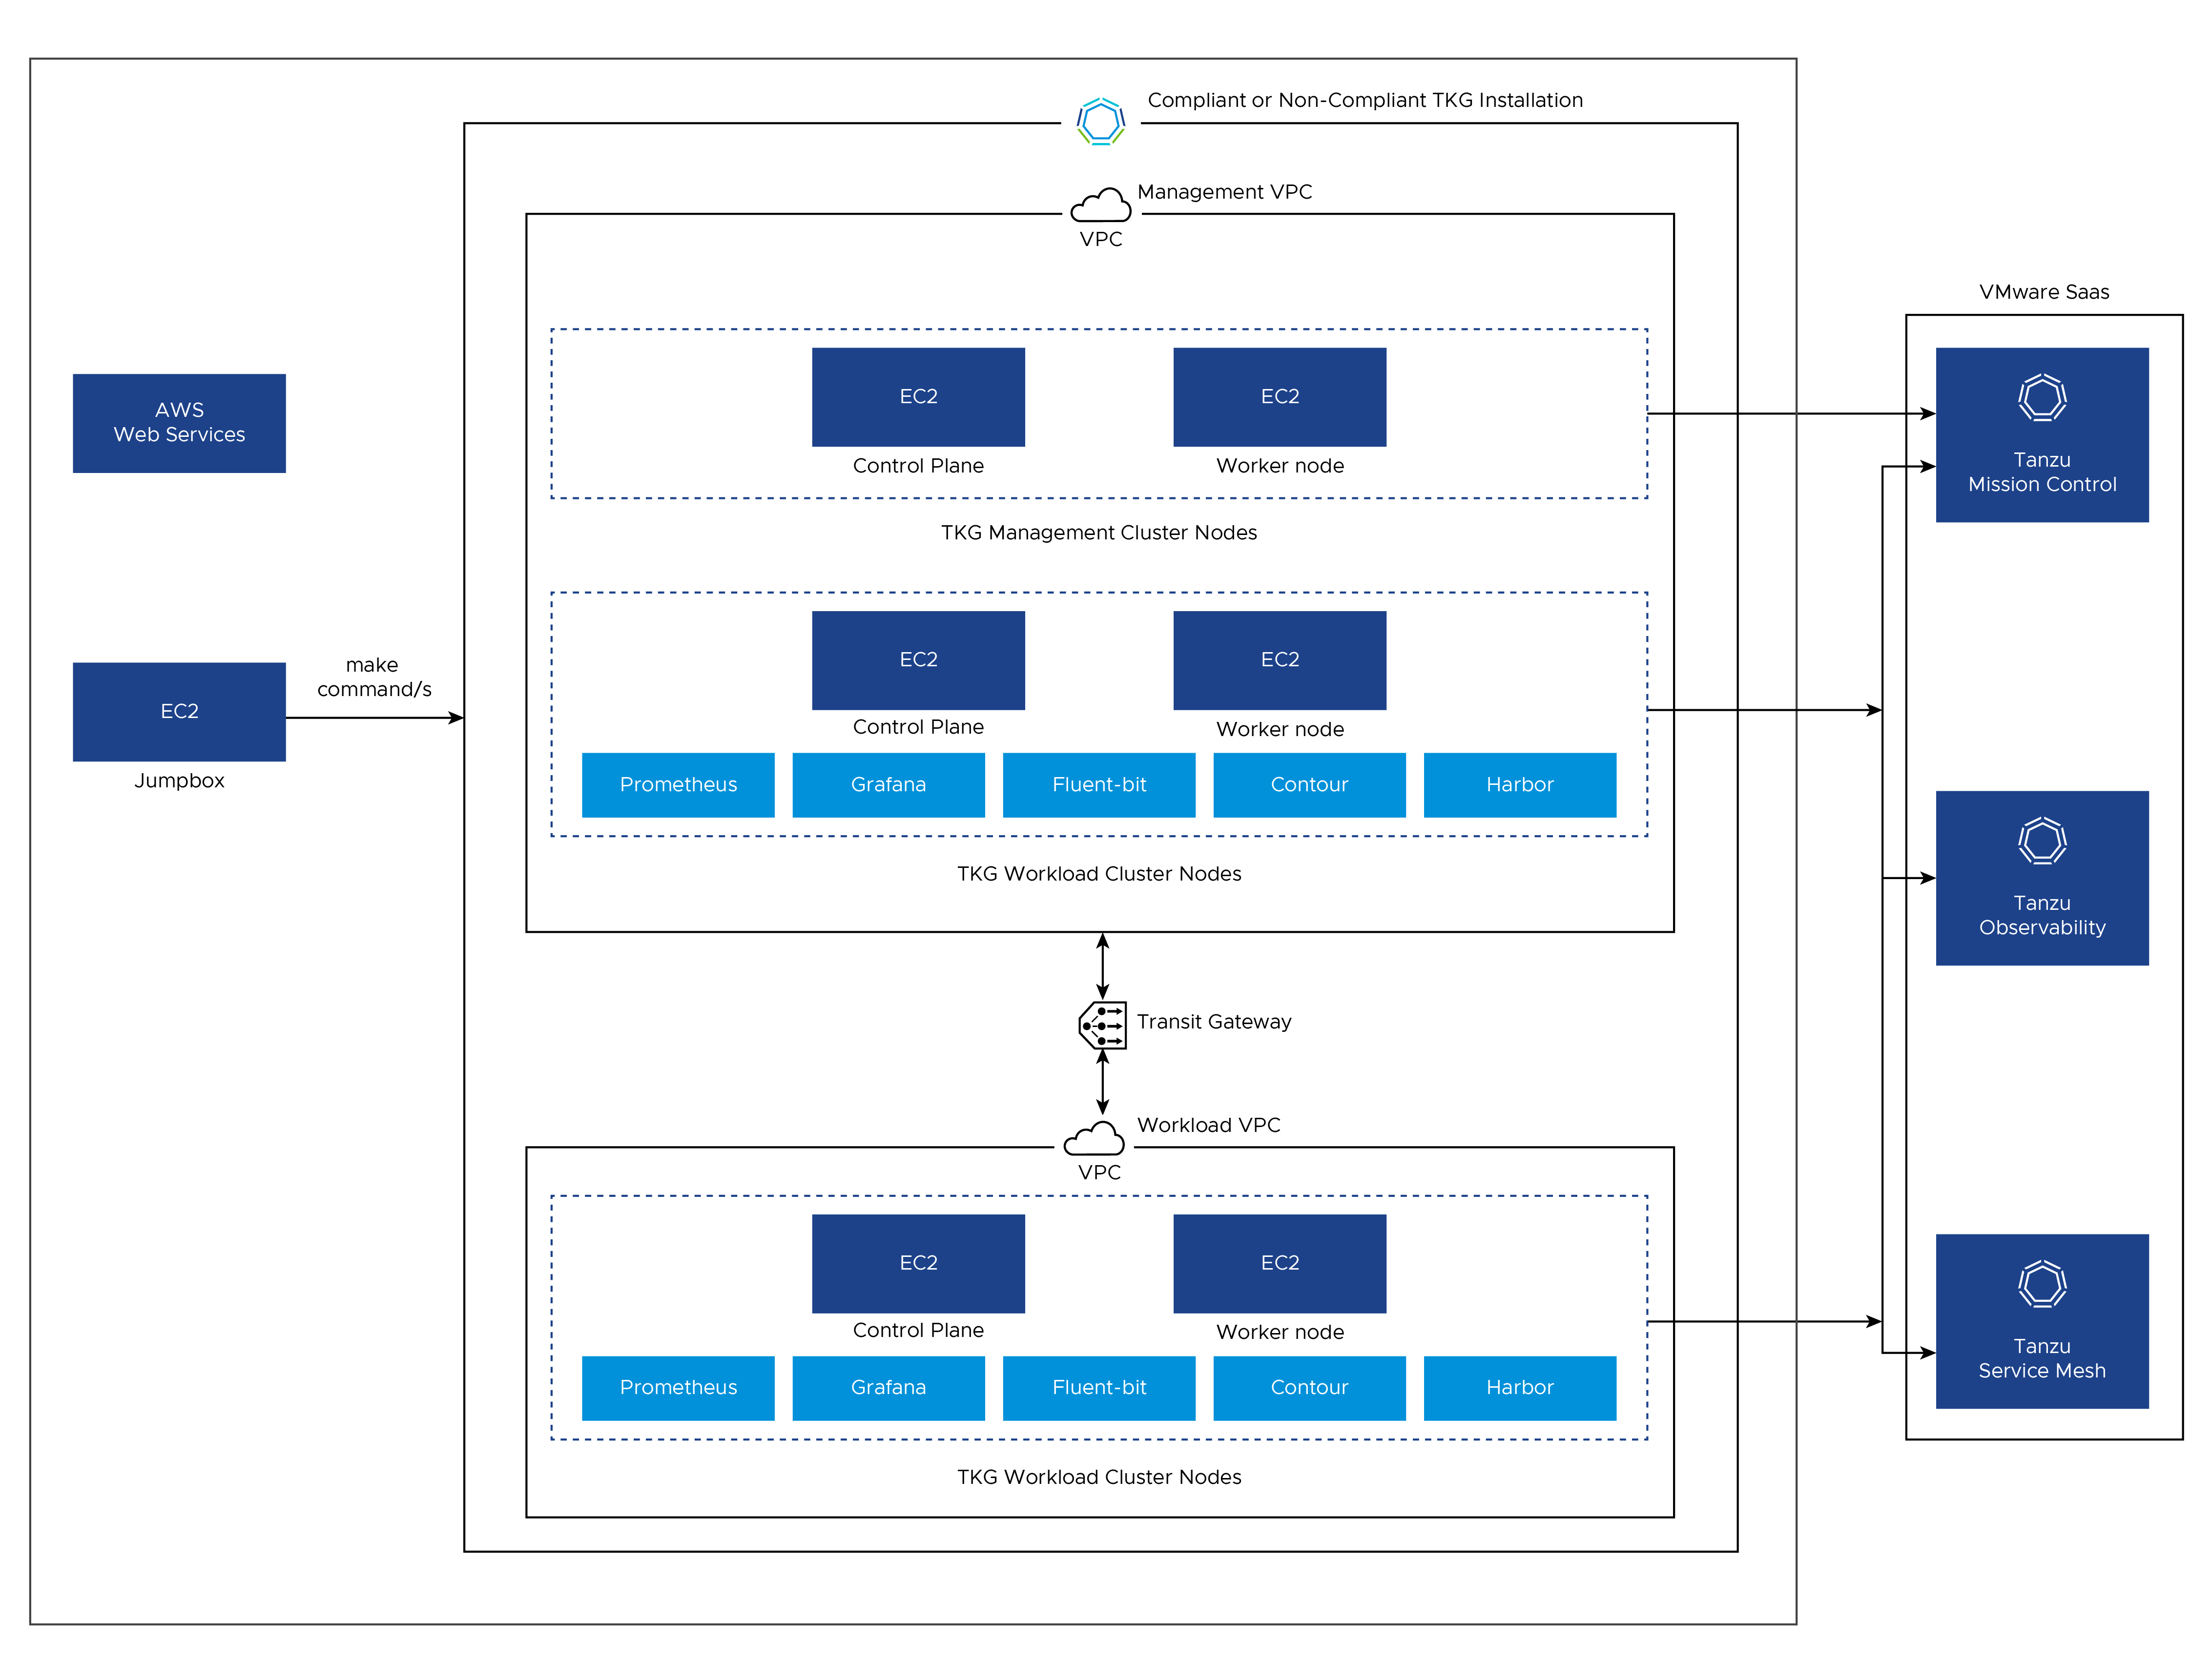 Compliant or Non-Compliant TKG Installation
Management VPC
VPC
VMware Saas
AWS
Web Services
EC2
EC2
Control Plane
Worker node
TKG Management Cluster Nodes
Tanzu
Mission Control
make
command/s
EC2
Jumpbox
EC2
EC2
Control Plane
Worker node
Prometheus
Grafana
Fluent-bit
Contour
Harbor
TKG Workload Cluster Nodes
Tanzu
Observability
Transit Gateway
Workload VPC
VPC
EC2
EC2
Control Plane
Worker node
Prometheus
Grafana
Fluent-bit
Contour
Harbor
TKG Workload Cluster Nodes
Tanzu
Service Mesh